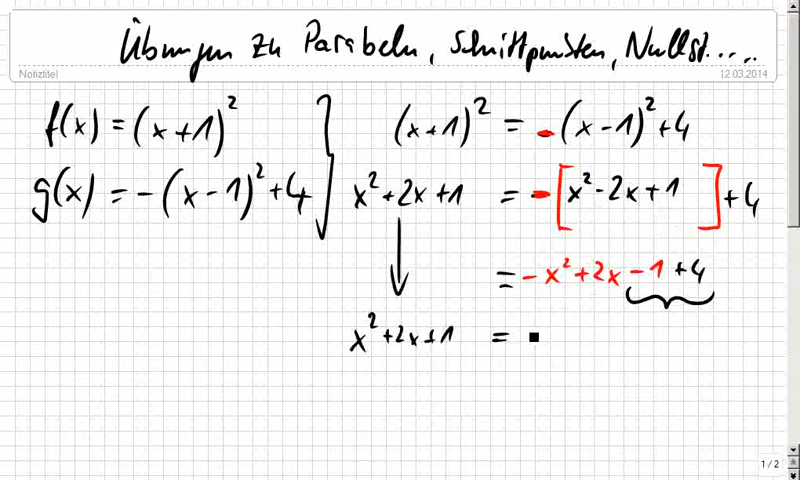 Übungen zu Parabeln, Schnittpunkten, Nullst....
Notiztitel 12.03.2014
f(x) = (x+1)² (x+1)² = -(x-1)²+4
g(x) = -(x-1)²+4 x²+2x+1 = -[x²-2x+1]+4
= -x²+2x-1+4
x²+2x+1 =
1/2